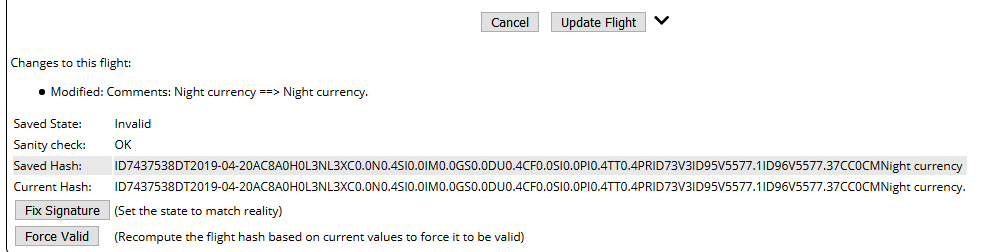 Cancel Update Flight
Changes to this flight:
Modified: Comments: Night currency ==> Night currency.
Saved State: Invalid
Sanity check: OK
Saved Hash: ID7437538DT2019-04-20AC8A0H0L3NL3XC0.0N0.4SI0.0IM0.0GS0.0DU0.4CF0.0SI0.0PI0.4TT0.4PRID73V3ID95V5577.1ID96V5577.37CC0CMNight currency
Current Hash: ID7437538DT2019-04-20AC8A0H0L3NL3XC0.0N0.4SI0.0IM0.0GS0.0DU0.4CF0.0SI0.0PI0.4TT0.4PRID73V3ID95V5577.1ID96V5577.37CC0CMNight currency.
Fix Signature (Set the state to match reality)
Force Valid (Recompute the flight hash based on current values to force it to be valid)